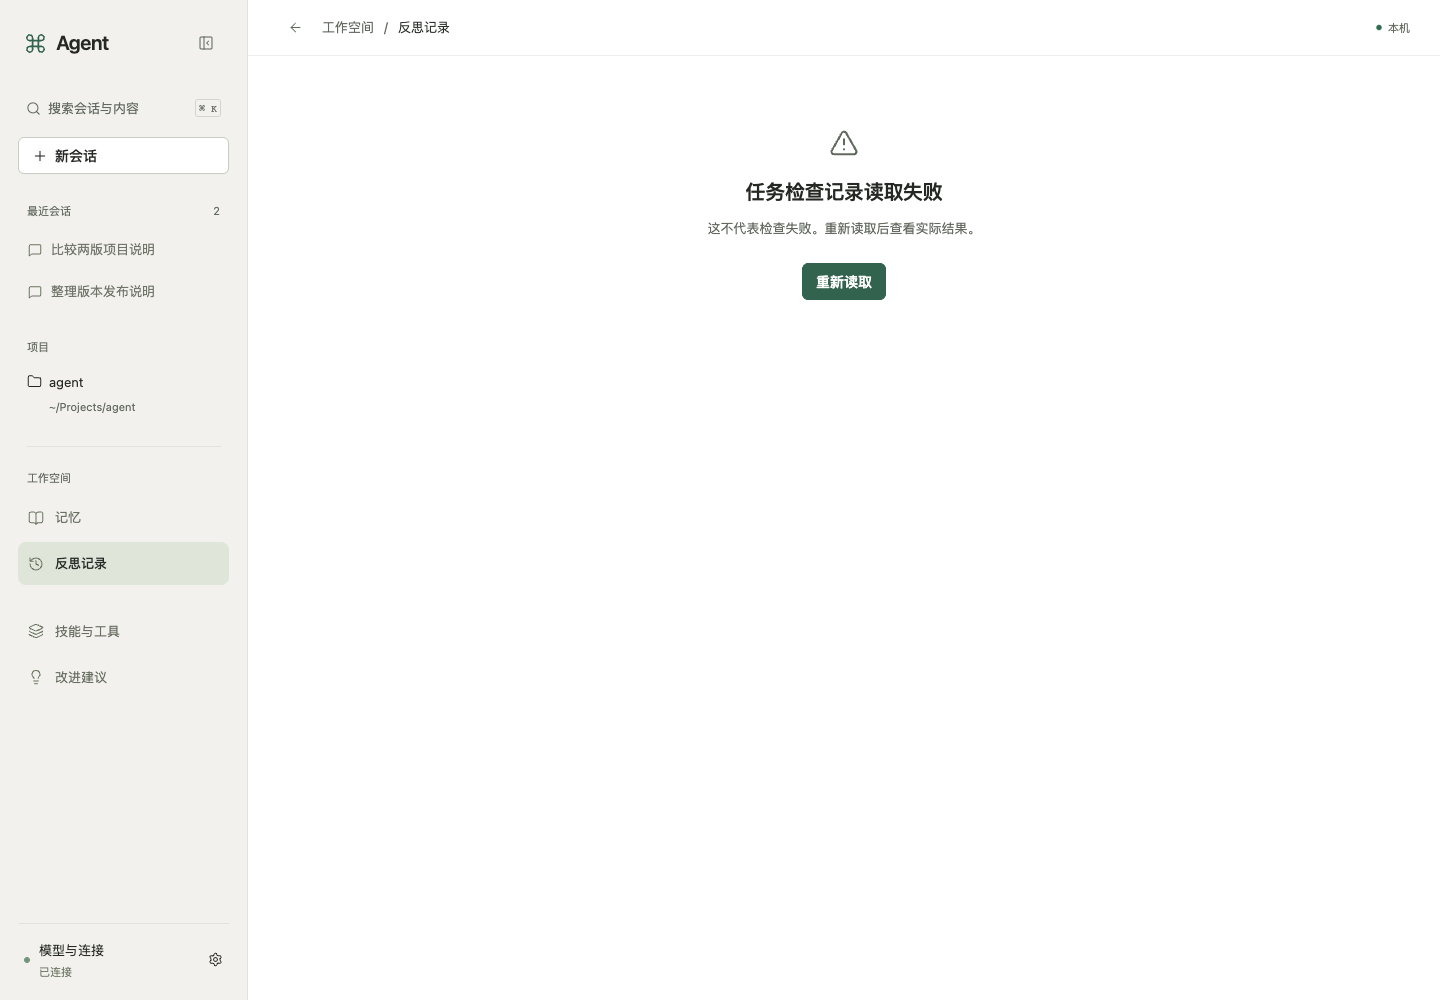 Agent
搜索会话与内容
⌘ K
新会话
最近会话 2
比较两版项目说明
整理版本发布说明
项目
agent
~/Projects/agent
工作空间
记忆
反思记录
技能与工具
改进建议
模型与连接
已连接
工作空间 / 反思记录
本机
任务检查记录读取失败
这不代表检查失败。重新读取后查看实际结果。
重新读取